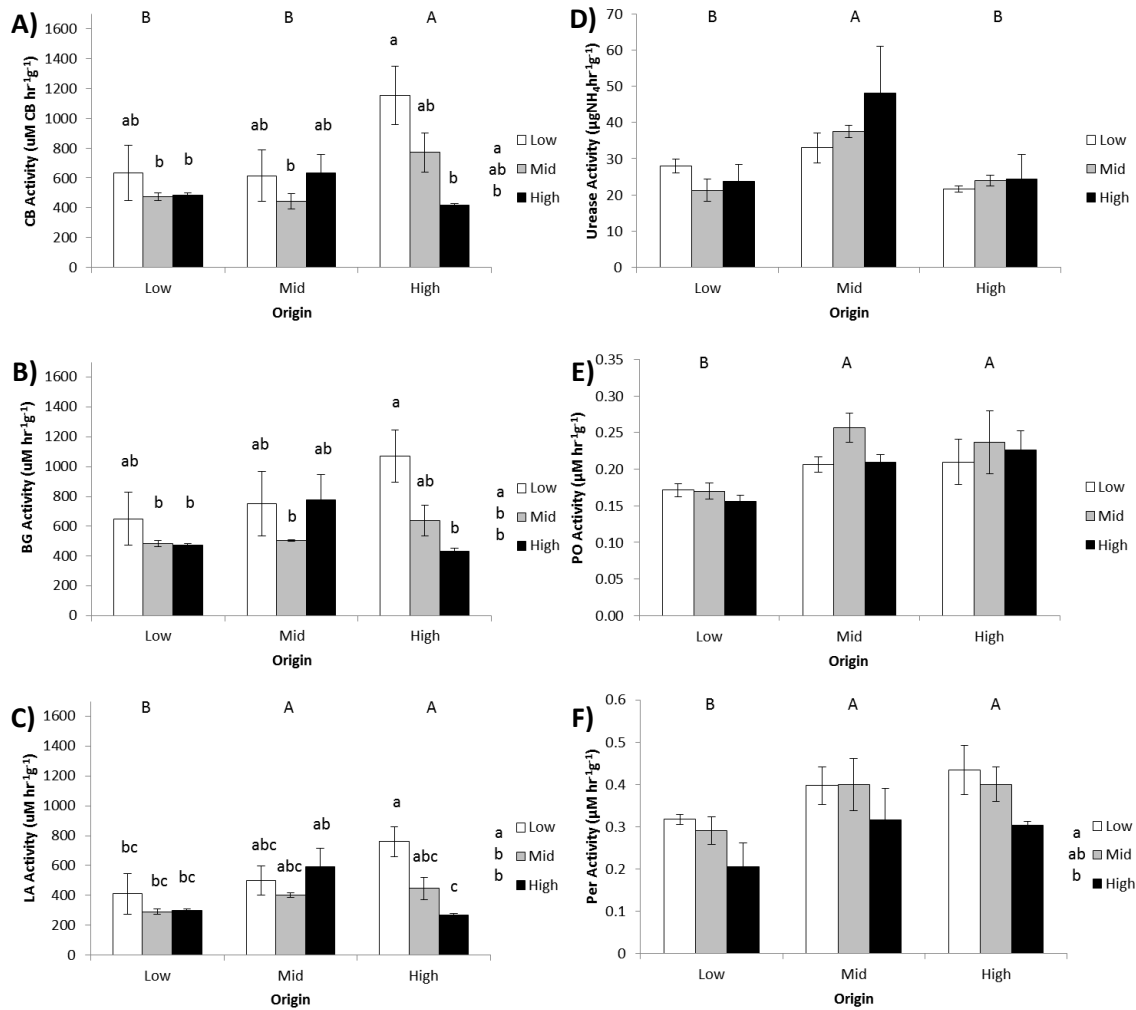 A)
B B A
CB Activity (uM CB hr-1g-1)
1600
1400
1200
1000
800
600
400
200
0
ab b b
ab b ab
a ab b
Low Mid High
Origin
Low a
Mid ab
High b
B)
BG Activity (uM hr-1g-1)
1600
1400
1200
1000
800
600
400
200
0
ab b b
ab b ab
a ab b
Low Mid High
Origin
Low a
Mid b
High b
C)
B A A
LA Activity (uM hr-1g-1)
1600
1400
1200
1000
800
600
400
200
0
bc bc bc
abc abc ab
a abc c
Low Mid High
Origin
a Low
b Mid
b High
D)
B A B
Urease Activity (µgNH4hr-1g-1)
70
60
50
40
30
20
10
0
Low Mid High
Origin
Low
Mid
High
E)
B A A
PO Activity (µM hr-1g-1)
0.35
0.30
0.25
0.20
0.15
0.10
0.05
0.00
Low Mid High
Origin
Low
Mid
High
F)
B A A
Per Activity (µM hr-1g-1)
0.6
0.5
0.4
0.3
0.2
0.1
0
Low Mid High
Origin
a Low
ab Mid
b High